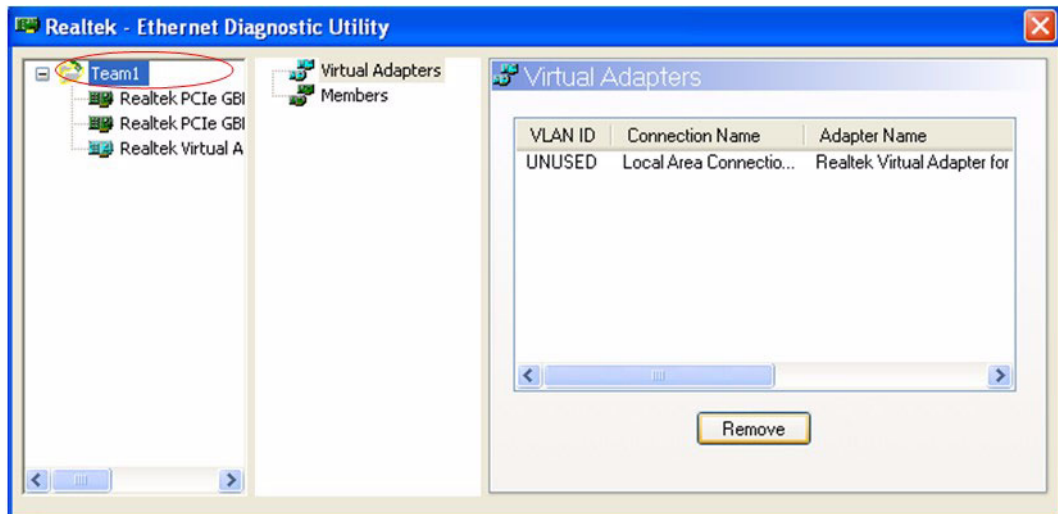 Realtek - Ethernet Diagnostic Utility
Team1
Realtek PCIe GBI
Realtek PCIe GBI
Realtek Virtual A
Virtual Adapters
Members
Virtual Adapters
VLAN ID Connection Name Adapter Name
UNUSED Local Area Connectio... Realtek Virtual Adapter for
Remove